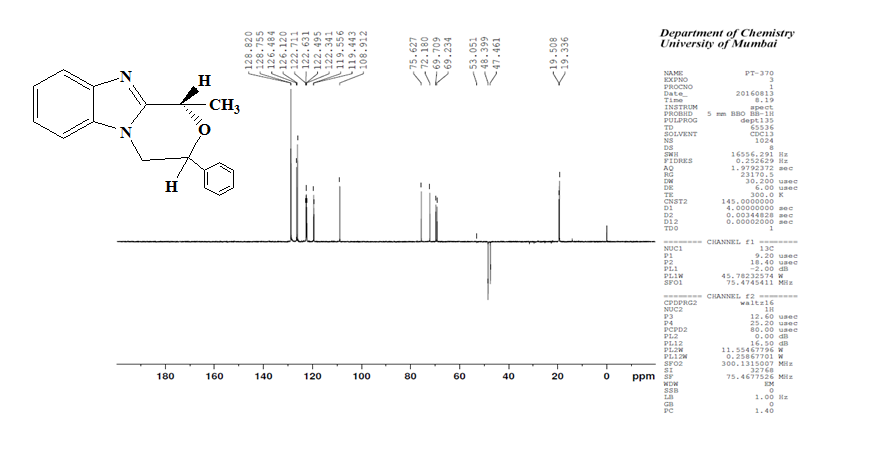 Department of Chemistry
University of Mumbai
128.820
128.755
126.484
126.120
122.711
122.631
122.495
122.341
119.556
119.443
108.912
75.627
72.180
69.709
69.234
53.051
48.399
47.461
19.508
19.336
N
H
CH3
O
N
H
NAME PT-370
EXPNO 3
PROCNO 1
Date_ 20160813
Time 8.19
INSTRUM spect
PROBHD 5 mm BBO BB-1H
PULPROG dept135
TD 65536
SOLVENT CDCl3
NS 1024
DS 8
SWH 16556.291 Hz
FIDRES 0.252629 Hz
AQ 1.9792372 sec
RG 23170.5
DW 30.200 usec
DE 6.00 usec
TE 300.0 K
CNST2 145.0000000
D1 4.00000000 sec
D2 0.00344828 sec
D12 0.00002000 sec
TD0 1
======== CHANNEL f1 ========
NUC1 13C
P1 9.20 usec
P2 18.40 usec
PL1 -2.00 dB
PL1W 45.78232574 W
SFO1 75.4745411 MHz
======== CHANNEL f2 ========
CPDPRG2 waltz16
NUC2 1H
P3 12.60 usec
P4 25.20 usec
PCPD2 80.00 usec
PL2 0.00 dB
PL12 16.50 dB
PL2W 11.55467796 W
PL12W 0.25867701 W
SFO2 300.1315007 MHz
SI 32768
SF 75.4677526 MHz
WDW EM
SSB 0
LB 1.00 Hz
GB 0
PC 1.40
180 160 140 120 100 80 60 40 20 0 ppm